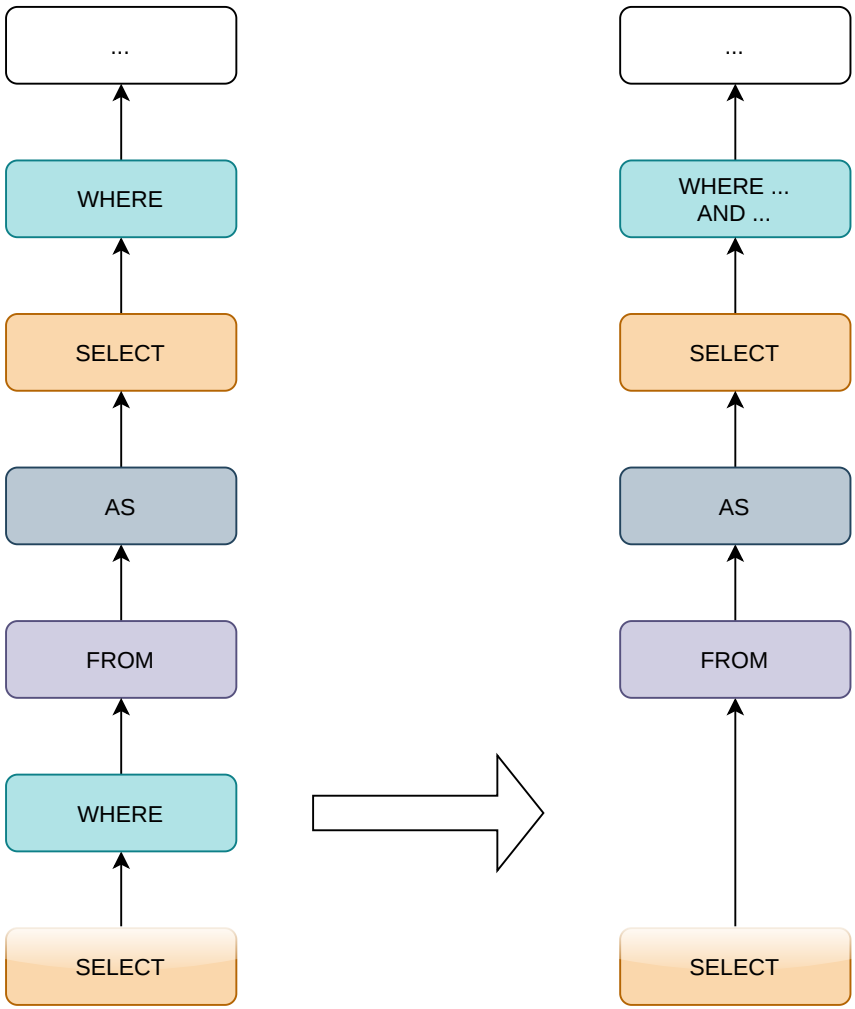 ...
WHERE
SELECT
AS
FROM
WHERE
SELECT
...
WHERE ...
AND ...
SELECT
AS
FROM
SELECT